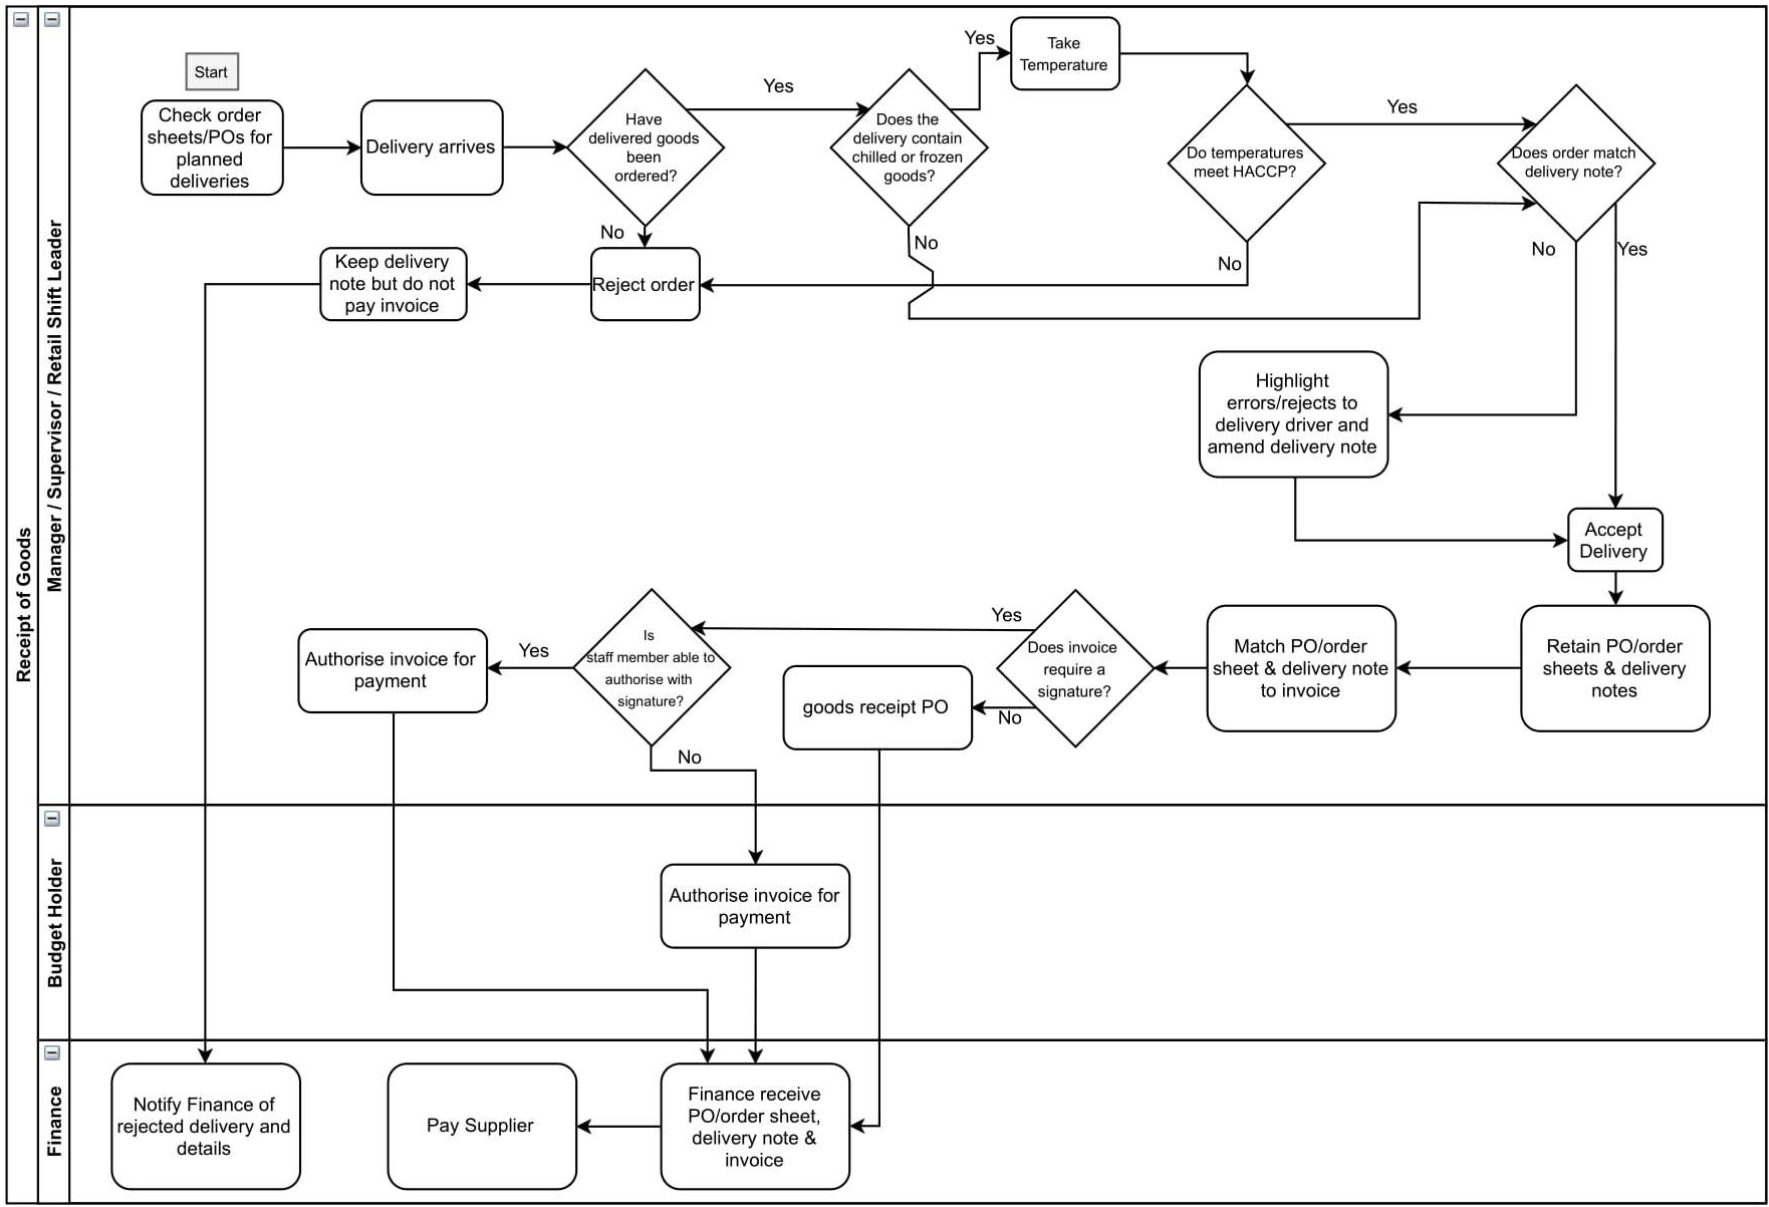 Receipt of Goods
Manager / Supervisor / Retail Shift Leader
Start
Check order
sheets/POs for
planned
deliveries
Delivery arrives
Have
delivered goods
been
ordered?
Yes
No
Does the
delivery contain
chilled or frozen
goods?
Yes
No
Take
Temperature
Do temperatures
meet HACCP?
Yes
No
Does order match
delivery note?
No
Yes
Keep delivery
note but do not
pay invoice
Reject order
Highlight
errors/rejects to
delivery driver and
amend delivery note
Accept
Delivery
Retain PO/order
sheets & delivery
notes
Match PO/order
sheet & delivery note
to invoice
Does invoice
require a
signature?
Yes
No
goods receipt PO
Is
staff member able to
authorise with
signature?
Yes
No
Authorise invoice for
payment
Budget Holder
Authorise invoice for
payment
Finance
Notify Finance of
rejected delivery and
details
Pay Supplier
Finance receive
PO/order sheet,
delivery note &
invoice